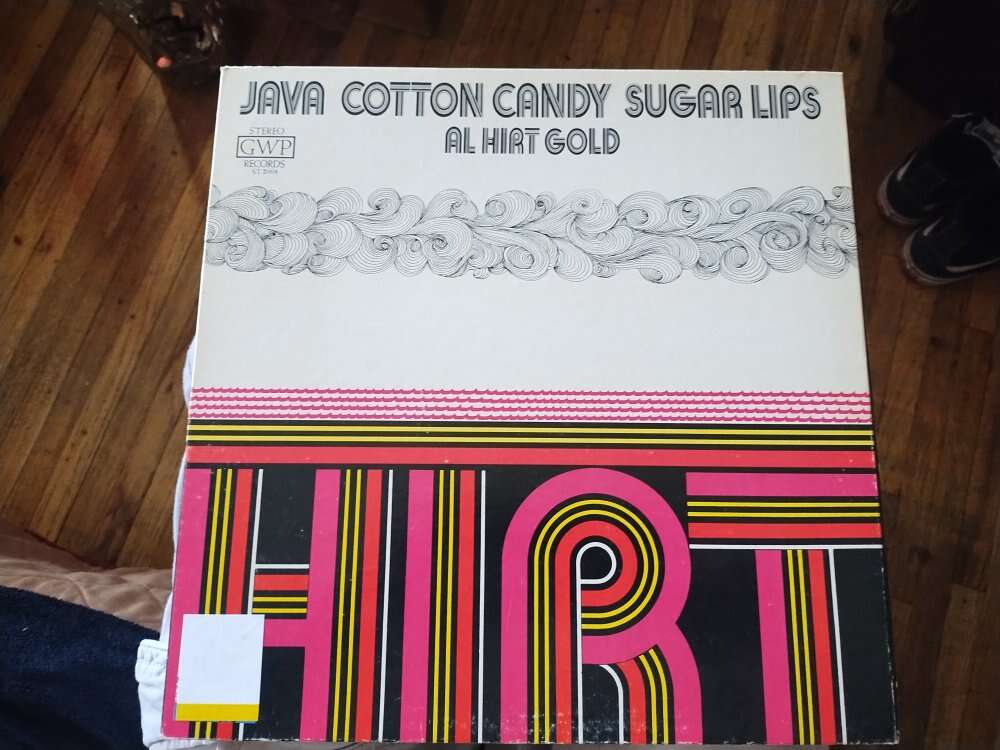 JAVA COTTON CANDY SUGAR LIPS
AL HIRT GOLD
STEREO
GWP
RECORDS
HIRT